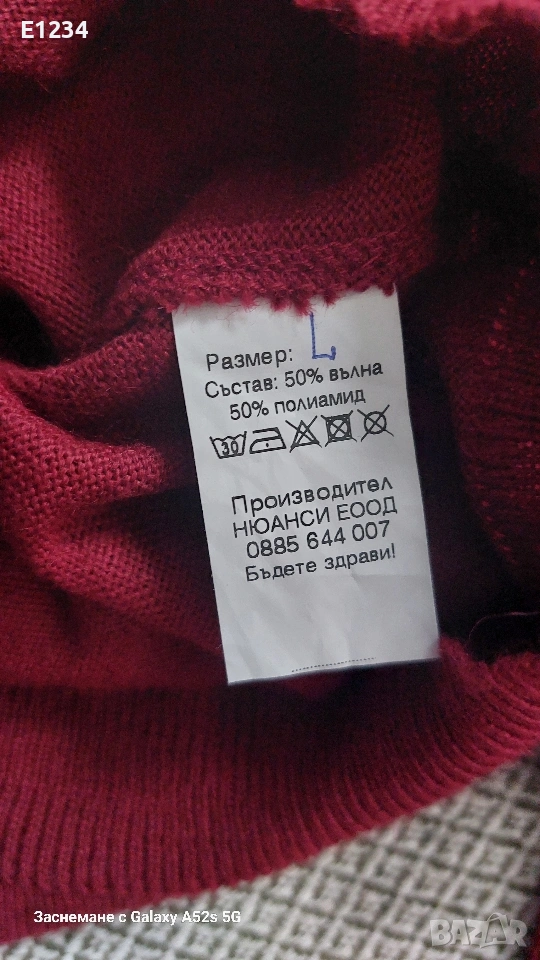 E1234
Размер: L
Състав: 50% вълна
50% полиамид
30
Производител
НЮАНСИ ЕООД
0885 644 007
Бъдете здрави!
Заснемане с Galaxy A52s 5G
BAZAR